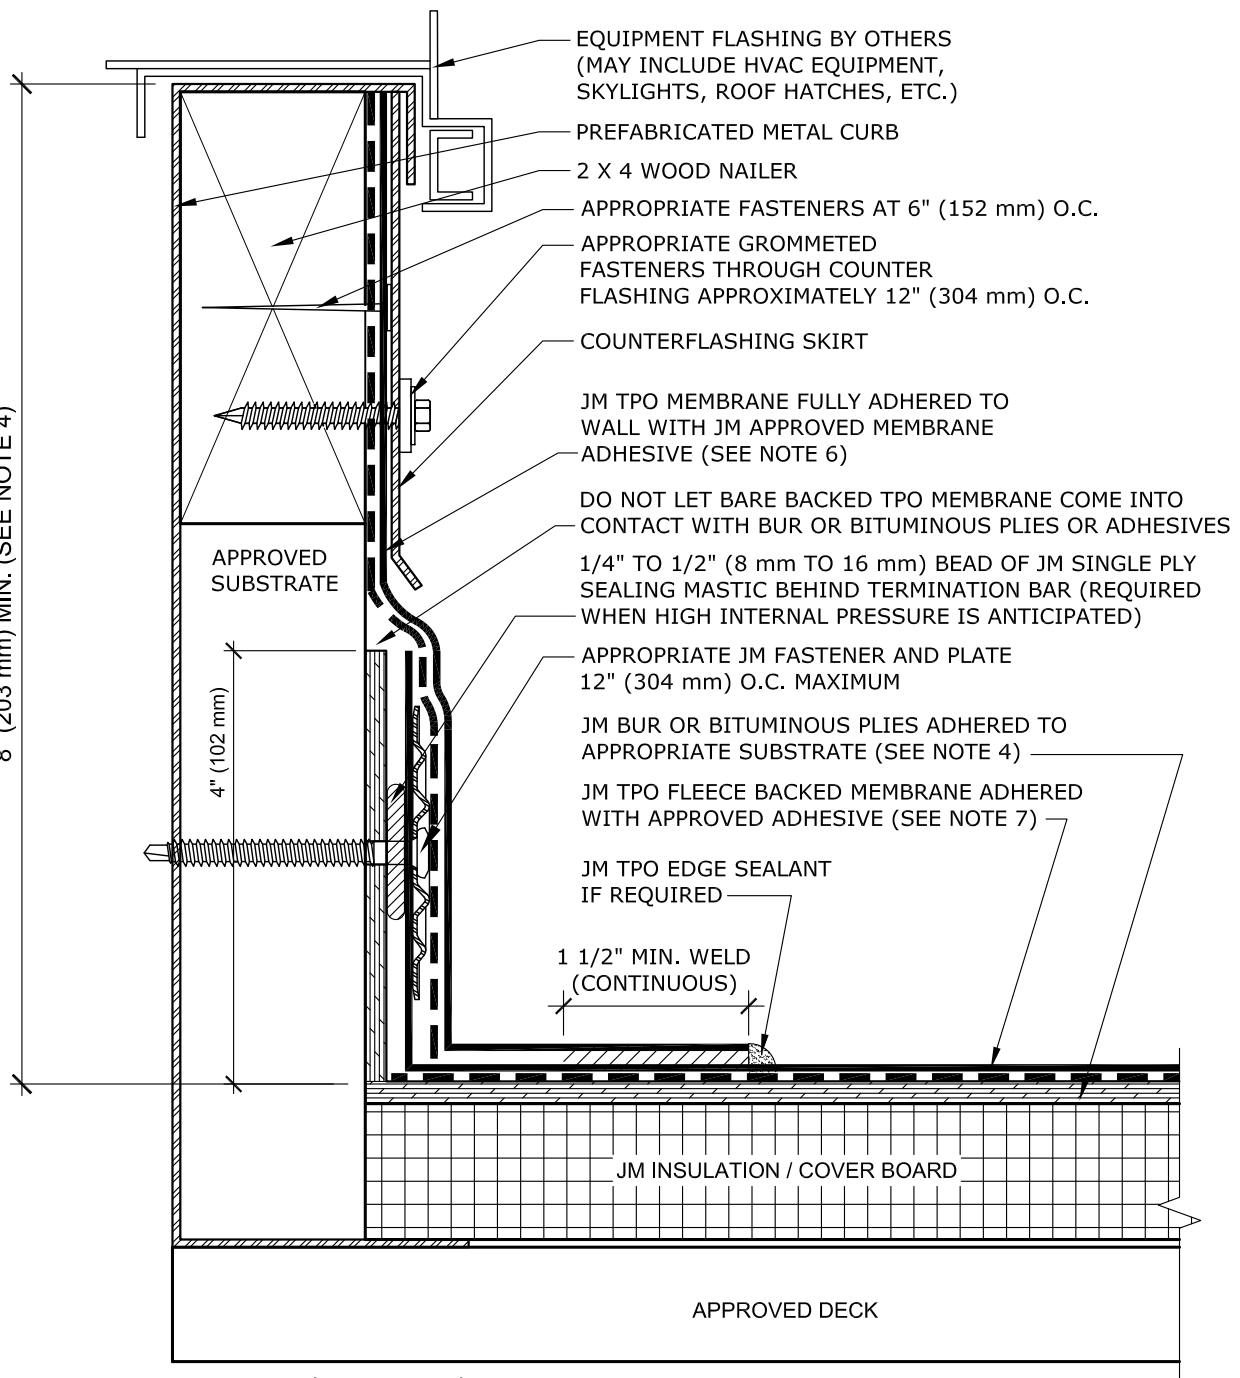 EQUIPMENT FLASHING BY OTHERS
(MAY INCLUDE HVAC EQUIPMENT,
SKYLIGHTS, ROOF HATCHES, ETC.)
PREFABRICATED METAL CURB
2 X 4 WOOD NAILER
APPROPRIATE FASTENERS AT 6" (152 mm) O.C.
APPROPRIATE GROMMETED
FASTENERS THROUGH COUNTER
FLASHING APPROXIMATELY 12" (304 mm) O.C.
COUNTERFLASHING SKIRT
JM TPO MEMBRANE FULLY ADHERED TO
WALL WITH JM APPROVED MEMBRANE
ADHESIVE (SEE NOTE 6)
DO NOT LET BARE BACKED TPO MEMBRANE COME INTO
CONTACT WITH BUR OR BITUMINOUS PLIES OR ADHESIVES
1/4" TO 1/2" (8 mm TO 16 mm) BEAD OF JM SINGLE PLY
SEALING MASTIC BEHIND TERMINATION BAR (REQUIRED
WHEN HIGH INTERNAL PRESSURE IS ANTICIPATED)
APPROPRIATE JM FASTENER AND PLATE
12" (304 mm) O.C. MAXIMUM
JM BUR OR BITUMINOUS PLIES ADHERED TO
APPROPRIATE SUBSTRATE (SEE NOTE 4)
JM TPO FLEECE BACKED MEMBRANE ADHERED
WITH APPROVED ADHESIVE (SEE NOTE 7)
JM TPO EDGE SEALANT
IF REQUIRED
1 1/2" MIN. WELD
(CONTINUOUS)
8" (203 mm) MIN. (SEE NOTE 4)
APPROVED
SUBSTRATE
4" (102 mm)
JM INSULATION / COVER BOARD
APPROVED DECK